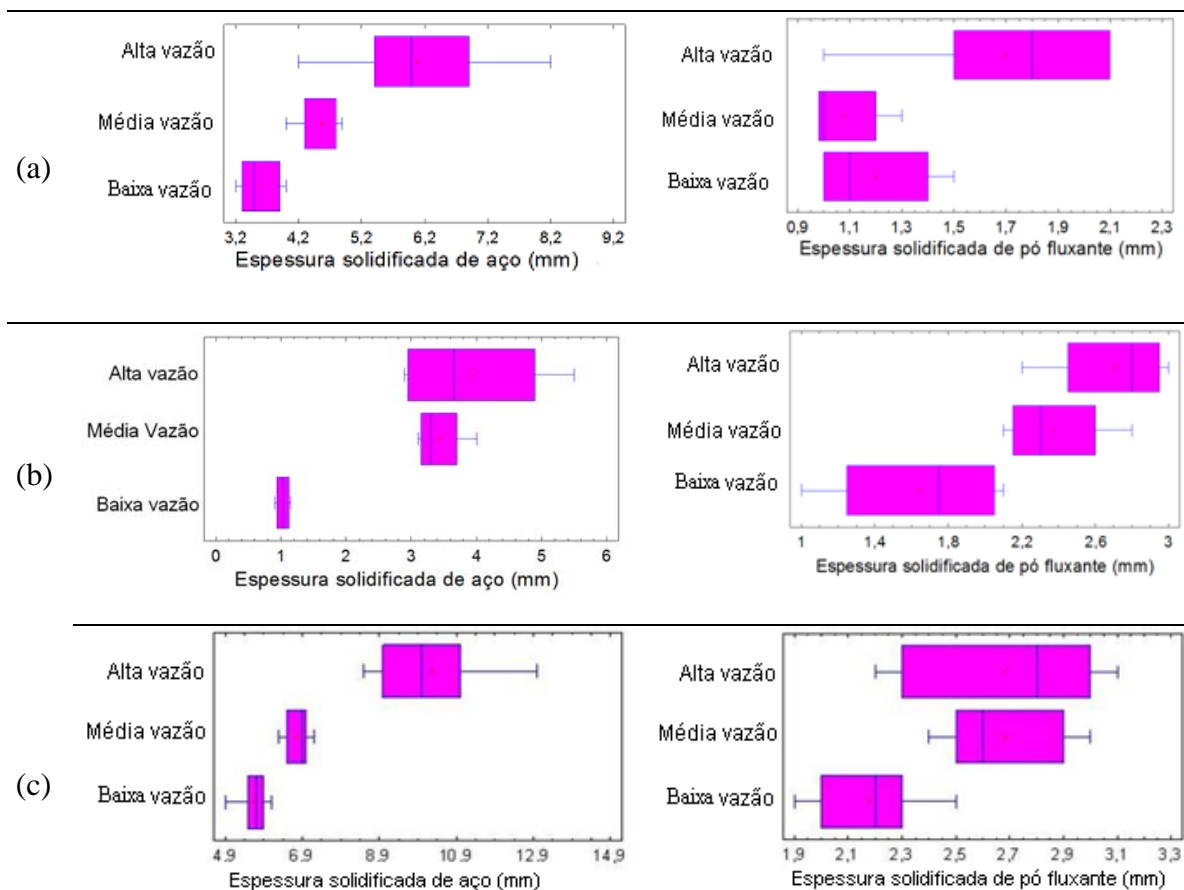 (a)
Alta vazão
Média vazão
Baixa vazão
3,2 4,2 5,2 6,2 7,2 8,2 9,2
Espessura solidificada de aço (mm)
Alta vazão
Média vazão
Baixa vazão
0,9 1,1 1,3 1,5 1,7 1,9 2,1 2,3
Espessura solidificada de pó fluxante (mm)
(b)
Alta vazão
Média Vazão
Baixa vazão
0 1 2 3 4 5 6
Espessura solidificada de aço (mm)
Alta vazão
Média vazão
Baixa vazão
1 1,4 1,8 2,2 2,6 3
Espessura solidificada de pó fluxante (mm)
(c)
Alta vazão
Média vazão
Baixa vazão
4.9 6.9 8.9 10.9 12.9 14,9
Espessura solidificada de aço (mm)
Alta vazão
Média vazão
Baixa vazão
1,9 2,1 2,3 2,5 2,7 2,9 3,1 3,3
Espessura solidificada de pó fluxante (mm)